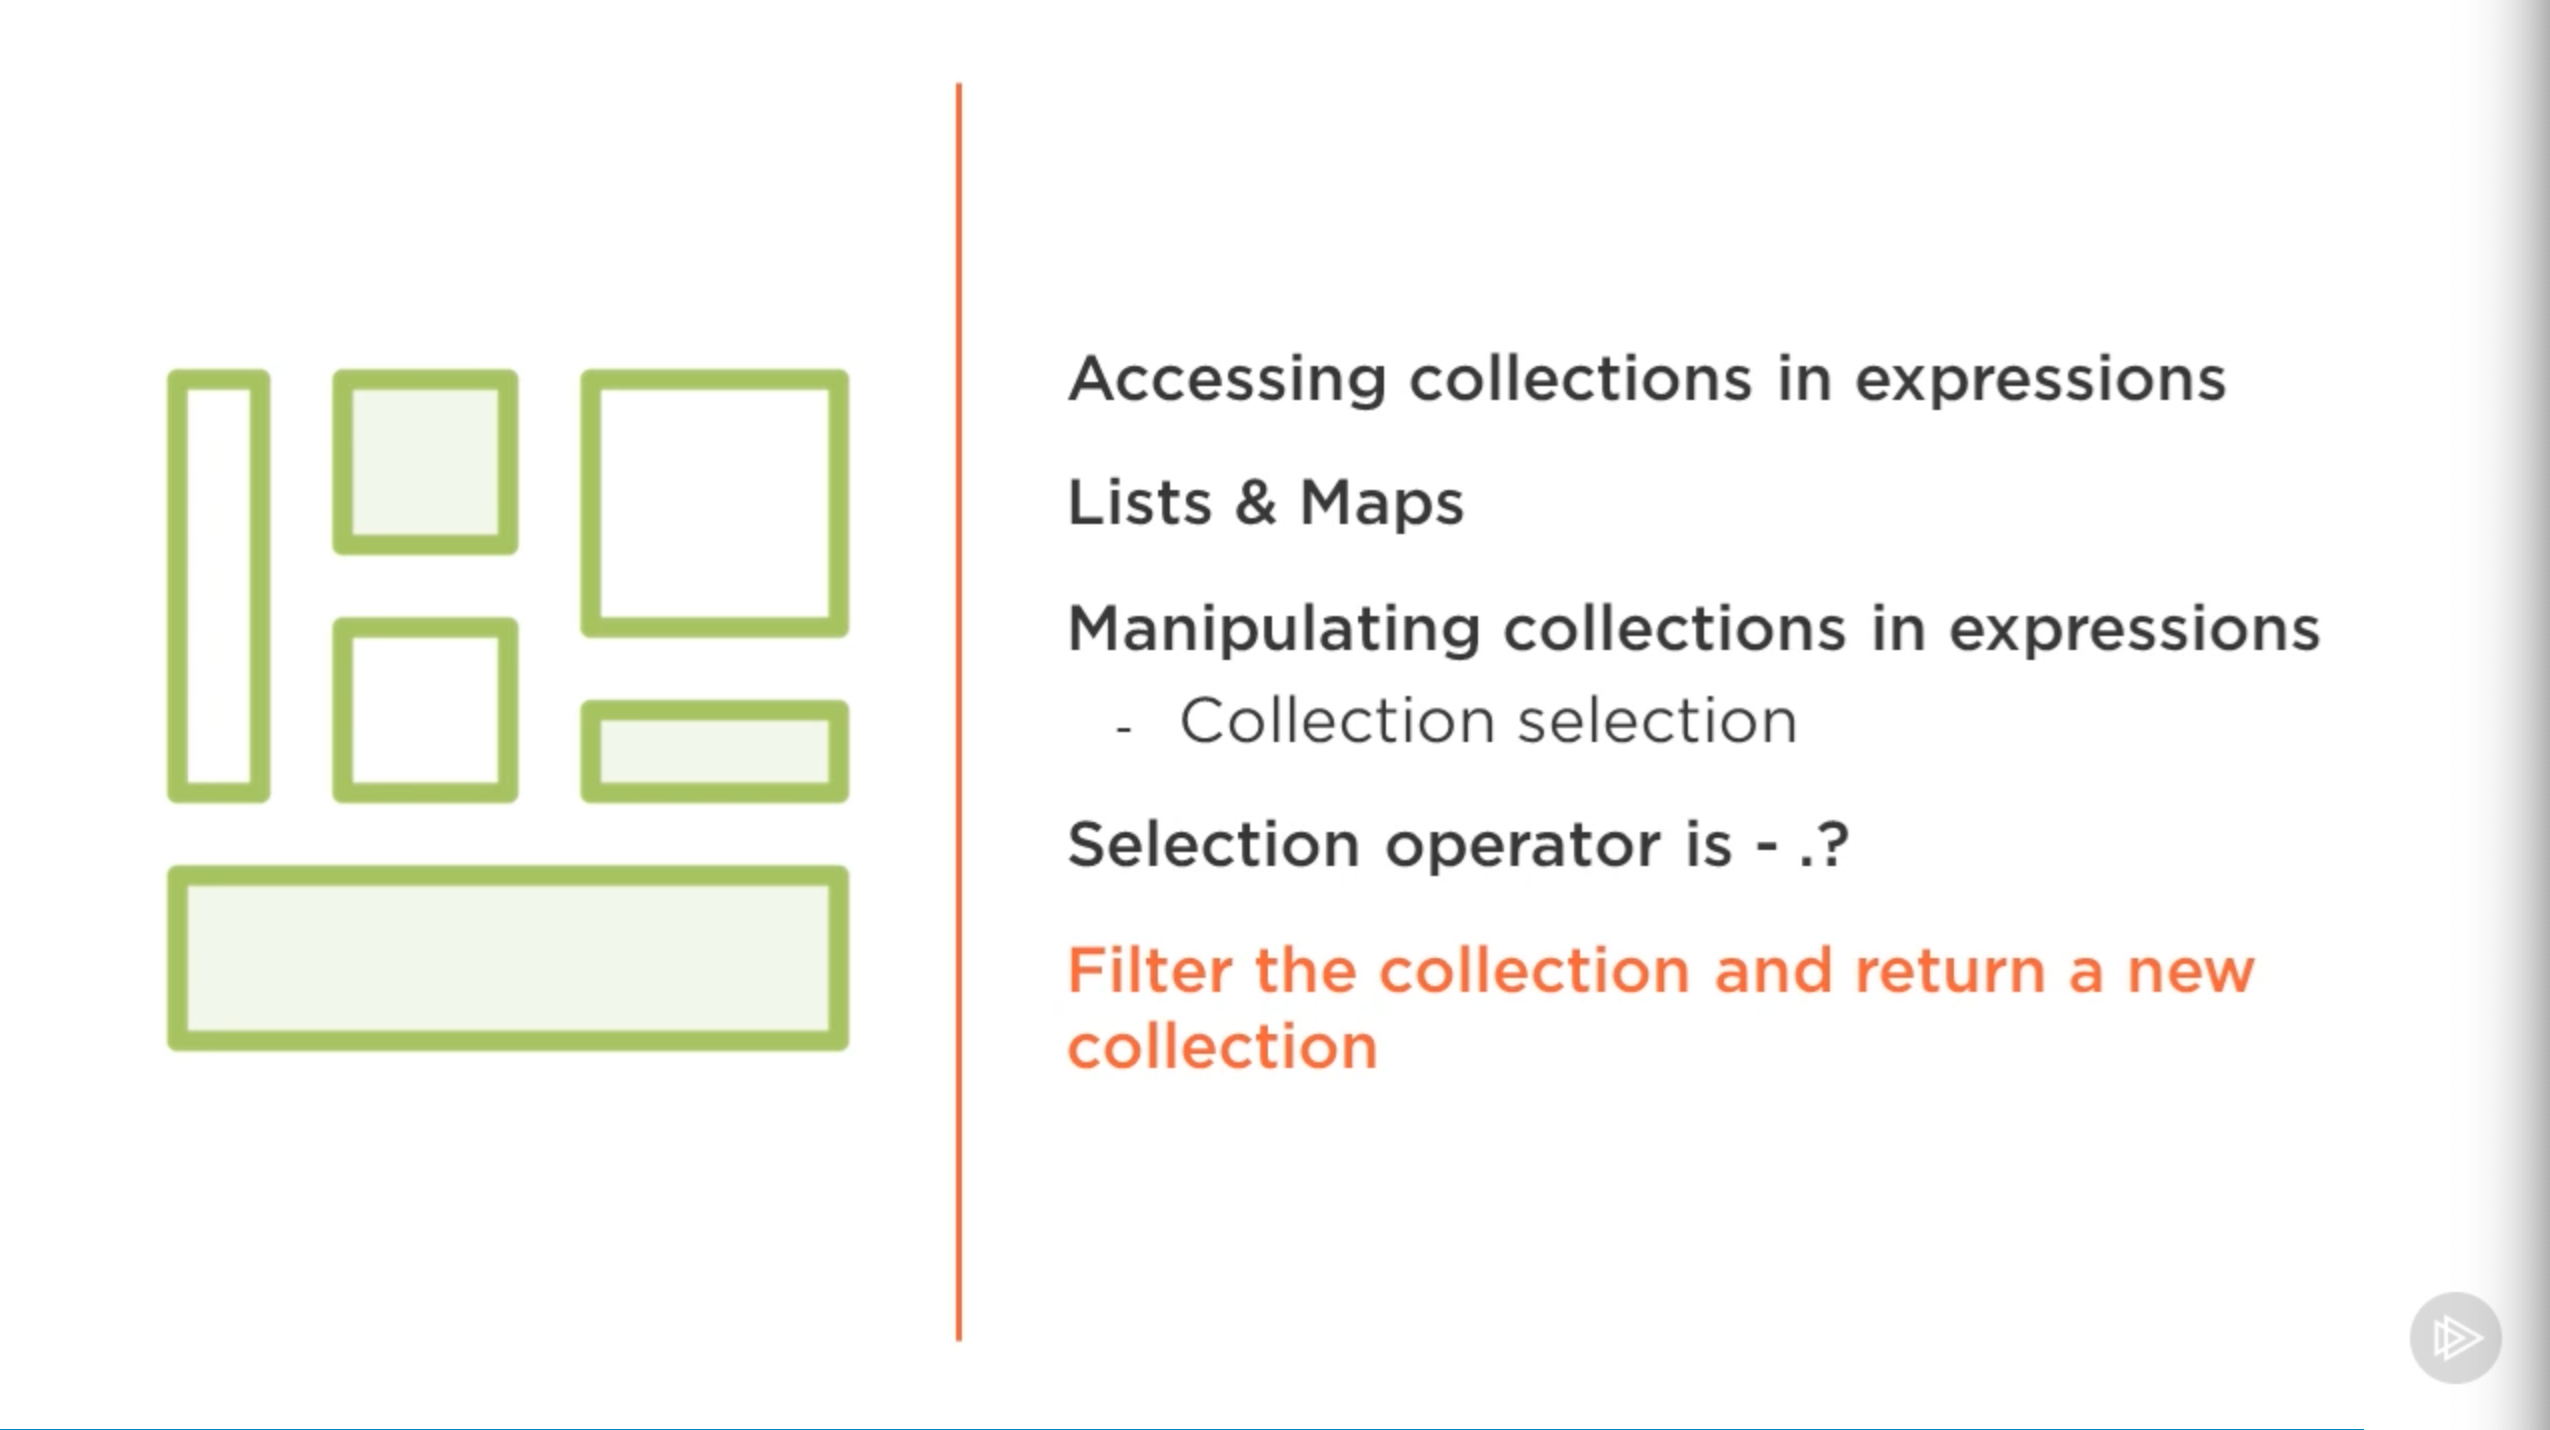 Accessing collections in expressions
Lists & Maps
Manipulating collections in expressions
- Collection selection
Selection operator is - .?
Filter the collection and return a new
collection